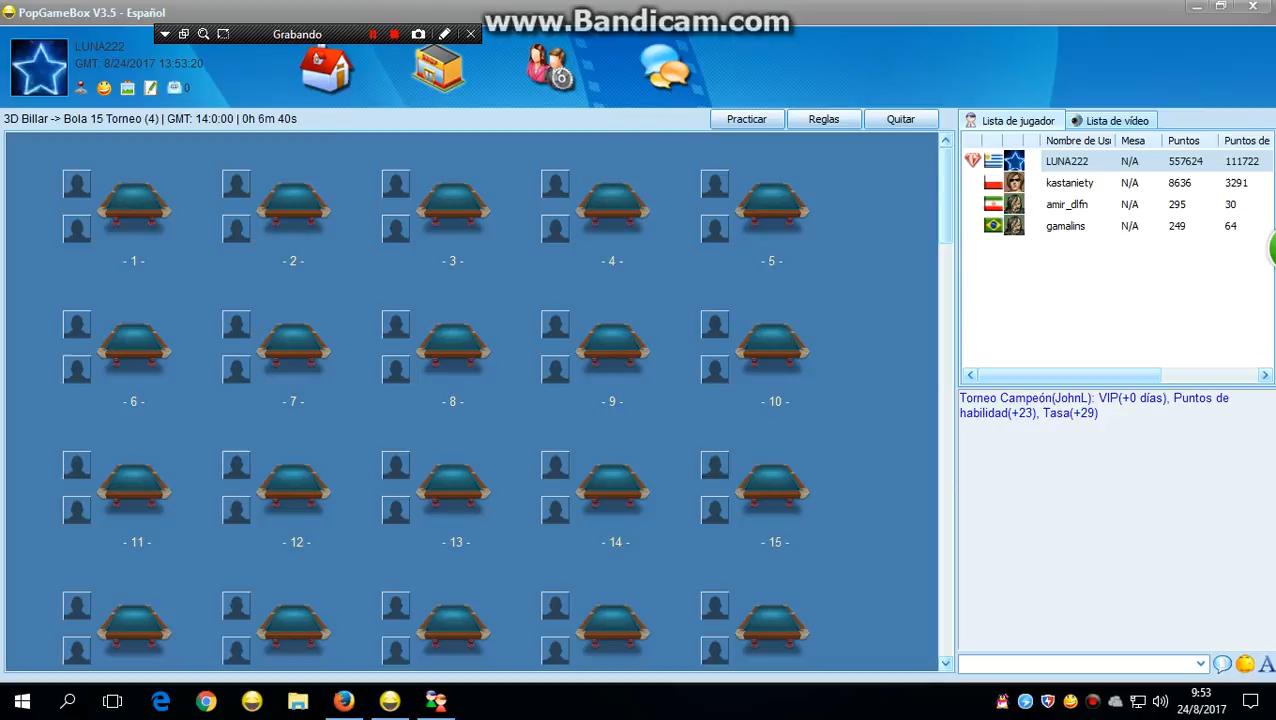 PopGameBox V3.5 - Español
www.Bandicam.com
Grabando
LUNA222
GMT: 8/24/2017 13:53:20
0
3D Billar -> Bola 15 Torneo (4) | GMT: 14:0:00 | 0h 6m 40s
Practicar
Reglas
Quitar
Lista de jugador
Lista de vídeo
Nombre de Usu Mesa Puntos Puntos de
LUNA222 N/A 557624 111722
kastaniety N/A 8636 3291
amir_dlfn N/A 295 30
gamalins N/A 249 64
- 1 -
- 2 -
- 3 -
- 4 -
- 5 -
- 6 -
- 7 -
- 8 -
- 9 -
- 10 -
- 11 -
- 12 -
- 13 -
- 14 -
- 15 -
Torneo Campeón(JohnL): VIP(+0 días), Puntos de
habilidad(+23), Tasa(+29)
A
9:53
24/8/2017